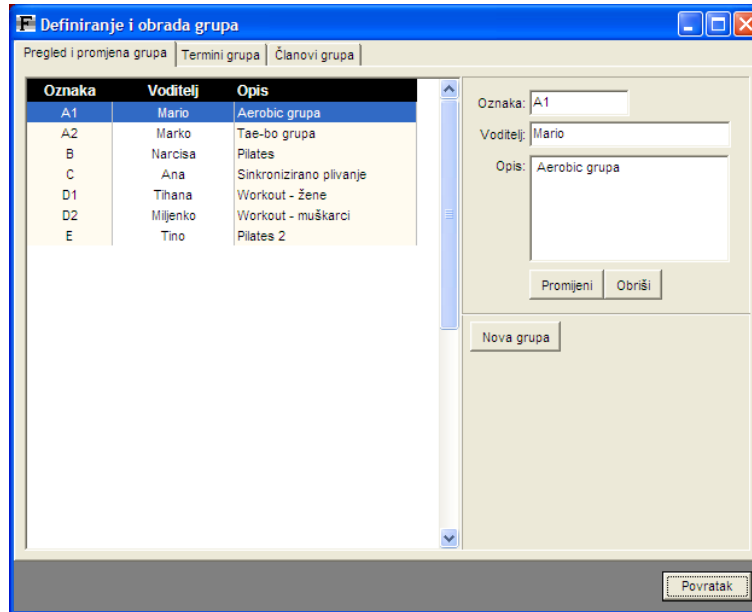 F Definiranje i obrada grupa
Pregled i promjena grupa Termini grupa Članovi grupa
Oznaka Voditelj Opis
A1 Mario Aerobic grupa
A2 Marko Tae-bo grupa
B Narcisa Pilates
C Ana Sinkronizirano plivanje
D1 Tihana Workout - žene
D2 Miljenko Workout - muškarci
E Tino Pilates 2
Oznaka: A1
Voditelj: Mario
Opis: Aerobic grupa
Promijeni Obriši
Nova grupa
Povratak